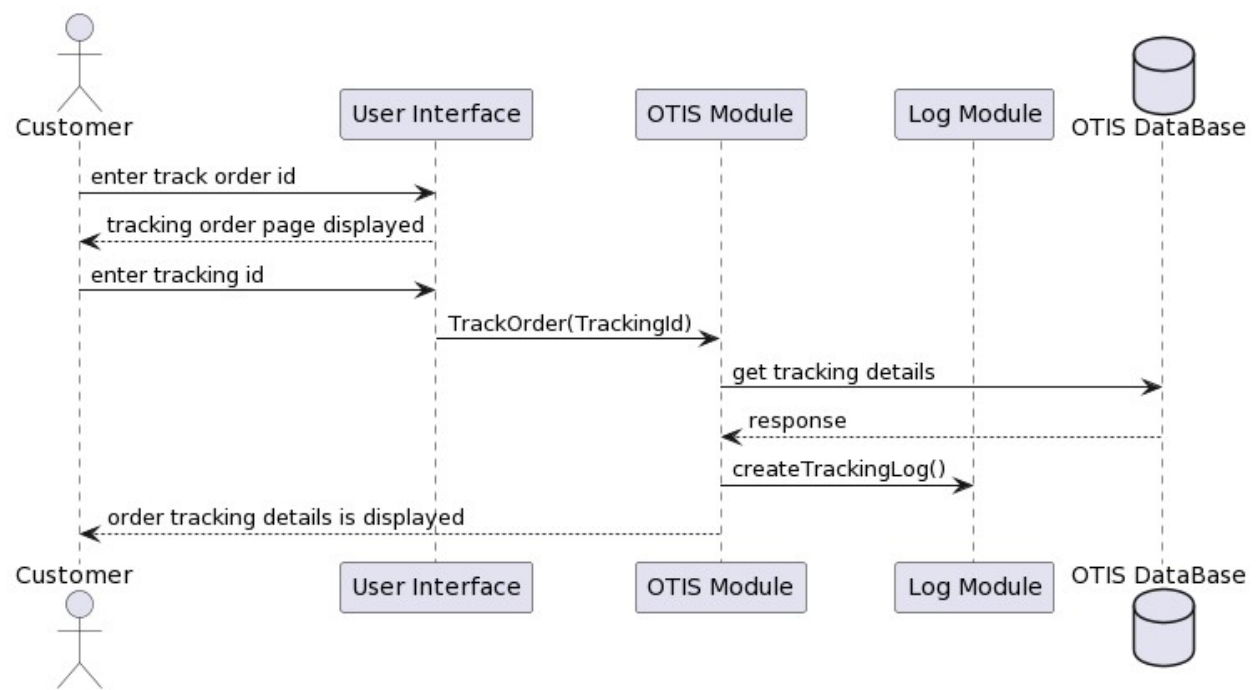 Customer
User Interface
OTIS Module
Log Module
OTIS DataBase
enter track order id
tracking order page displayed
enter tracking id
TrackOrder(TrackingId)
get tracking details
response
createTrackingLog()
order tracking details is displayed
Customer
User Interface
OTIS Module
Log Module
OTIS DataBase